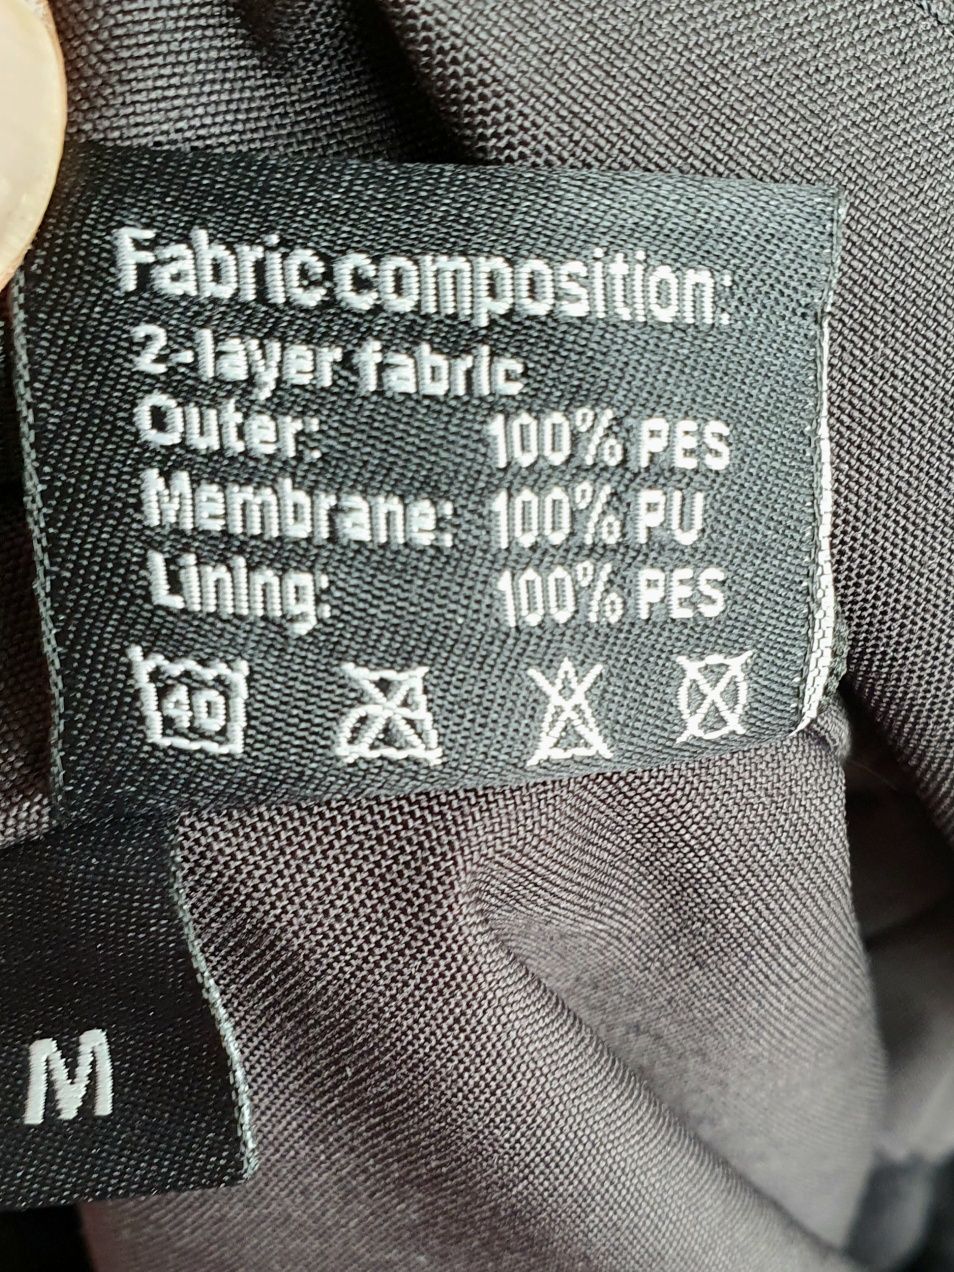 Fabric composition:
2-layer fabric
Outer: 100% PES
Membrane: 100% PU
Lining: 100% PES
40
M